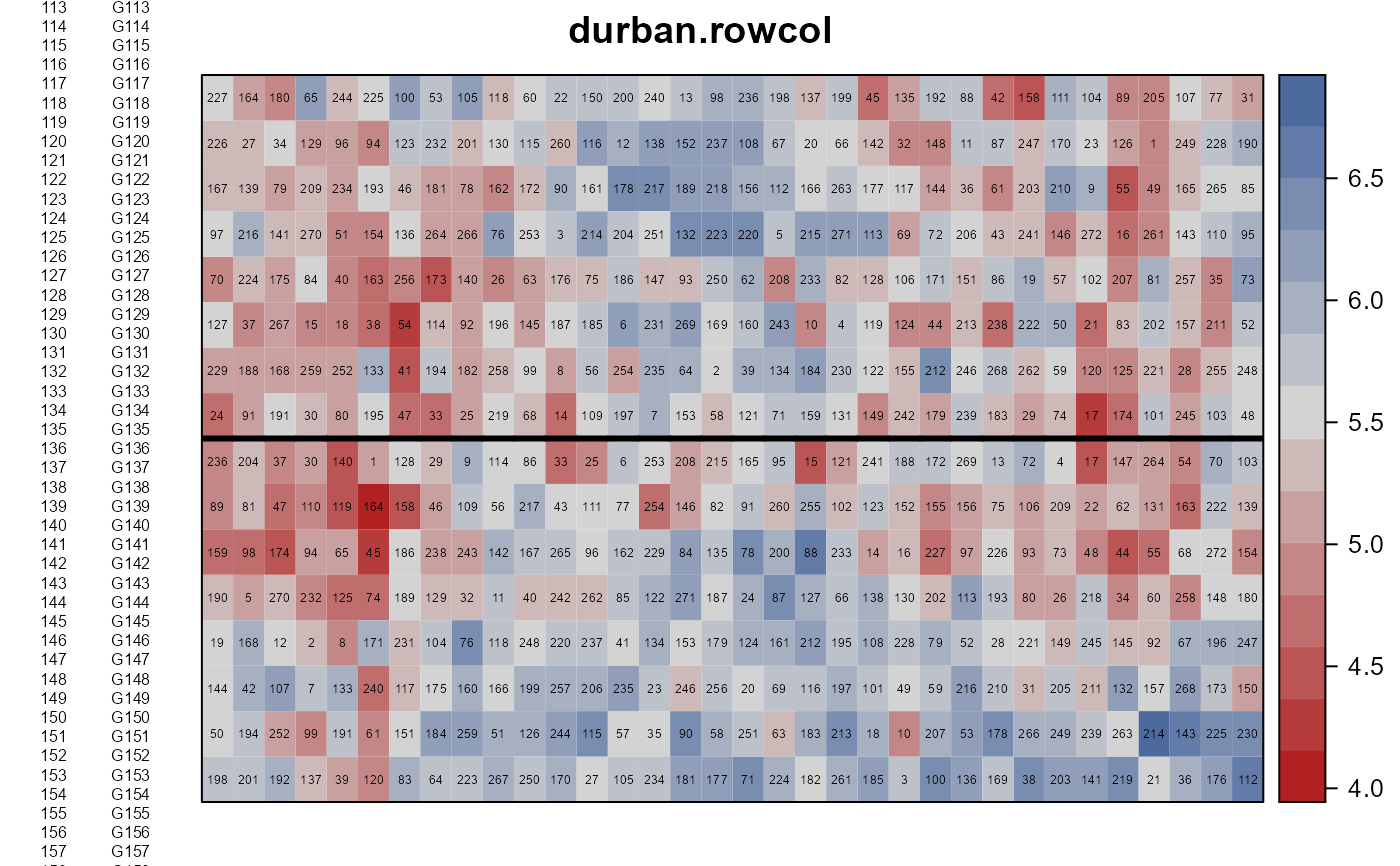 113 G113
114 G114
115 G115
116 G116
117 G117
118 G118
119 G119
120 G120
121 G121
122 G122
123 G123
124 G124
125 G125
126 G126
127 G127
128 G128
129 G129
130 G130
131 G131
132 G132
133 G133
134 G134
135 G135
136 G136
137 G137
138 G138
139 G139
140 G140
141 G141
142 G142
143 G143
144 G144
145 G145
146 G146
147 G147
148 G148
149 G149
150 G150
151 G151
152 G152
153 G153
154 G154
155 G155
156 G156
157 G157
durban.rowcol
227 164 180 65 244 225 100 53 105 118 60 22 150 200 240 13 98 236 198 137 199 45 135 192 88 42 158 111 104 89 205 107 77 31
226 27 34 129 96 94 123 232 201 130 115 260 116 12 138 152 237 108 67 20 66 142 32 148 11 87 247 170 23 126 1 249 228 190
167 139 79 209 234 193 46 181 78 162 172 90 161 178 217 189 218 156 112 166 263 177 117 144 36 61 203 210 9 55 49 165 265 85
97 216 141 270 51 154 136 264 266 76 253 3 214 204 251 132 223 220 5 215 271 113 69 72 206 43 241 146 272 16 261 143 110 95
70 224 175 84 40 163 256 173 140 26 63 176 75 186 147 93 250 62 208 233 82 128 106 171 151 86 19 57 102 207 81 257 35 73
127 37 267 15 18 38 54 114 92 196 145 187 185 6 231 269 169 160 243 10 4 119 124 44 213 238 222 50 21 83 202 157 211 52
229 188 168 259 252 133 41 194 182 258 99 8 56 254 235 64 2 39 134 184 230 122 155 212 246 268 262 59 120 125 221 28 255 248
24 91 191 30 80 195 47 33 25 219 68 14 109 197 7 153 58 121 71 159 131 149 242 179 239 183 29 74 17 174 101 245 103 48
236 204 37 30 140 1 128 29 9 114 86 33 25 6 253 208 215 165 95 15 121 241 188 172 269 13 72 4 17 147 264 54 70 103
89 81 47 110 119 164 158 46 109 56 217 43 111 77 254 146 82 91 260 255 102 123 152 155 156 75 106 209 22 62 131 163 222 139
159 98 174 94 65 45 186 238 243 142 167 265 96 162 229 84 135 78 200 88 233 14 16 227 97 226 93 73 48 44 55 68 272 154
190 5 270 232 125 74 189 129 32 11 40 242 262 85 122 271 187 24 87 127 66 138 130 202 113 193 80 26 218 34 60 258 148 180
19 168 12 2 8 171 231 104 76 118 248 220 237 41 134 153 179 124 161 212 195 108 228 79 52 28 221 149 245 145 92 67 196 247
144 42 107 7 133 240 117 175 160 166 199 257 206 235 23 246 256 20 69 116 197 101 49 59 216 210 31 205 211 132 157 268 173 150
50 194 252 99 191 61 151 184 259 51 126 244 115 57 35 90 58 251 63 183 213 18 10 207 53 178 266 249 239 263 214 143 225 230
198 201 192 137 39 120 83 64 223 267 250 170 27 105 234 181 177 71 224 182 261 185 3 100 136 169 38 203 141 219 21 36 176 112
6.5
6.0
5.5
5.0
4.5
4.0